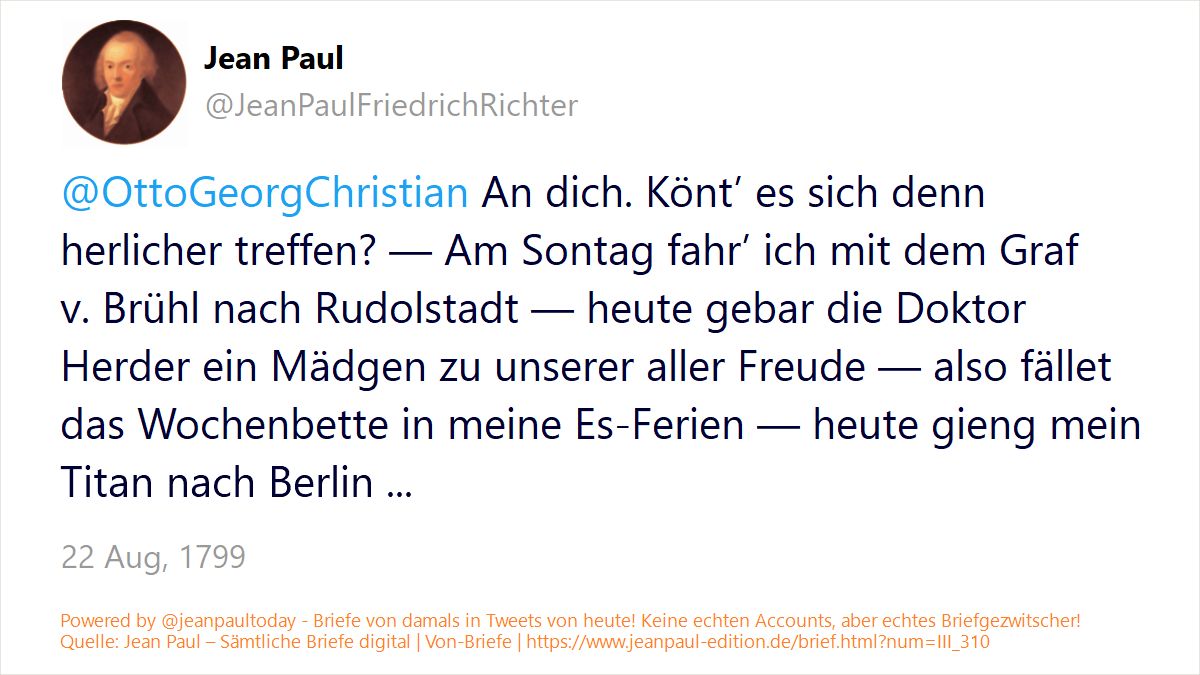 Jean Paul
@JeanPaulFriedrichRichter
@OttoGeorgChristian An dich. Könt’ es sich denn
herlicher treffen? — Am Sontag fahr’ ich mit dem Graf
v. Brühl nach Rudolstadt — heute gebar die Doktor
Herder ein Mädgen zu unserer aller Freude — also fället
das Wochenbette in meine Es-Ferien — heute gieng mein
Titan nach Berlin ...
22 Aug, 1799
Powered by @jeanpaultoday - Briefe von damals in Tweets von heute! Keine echten Accounts, aber echtes Briefgezwitscher!
Quelle: Jean Paul – Sämtliche Briefe digital | Von-Briefe | https://www.jeanpaul-edition.de/brief.html?num=III_310